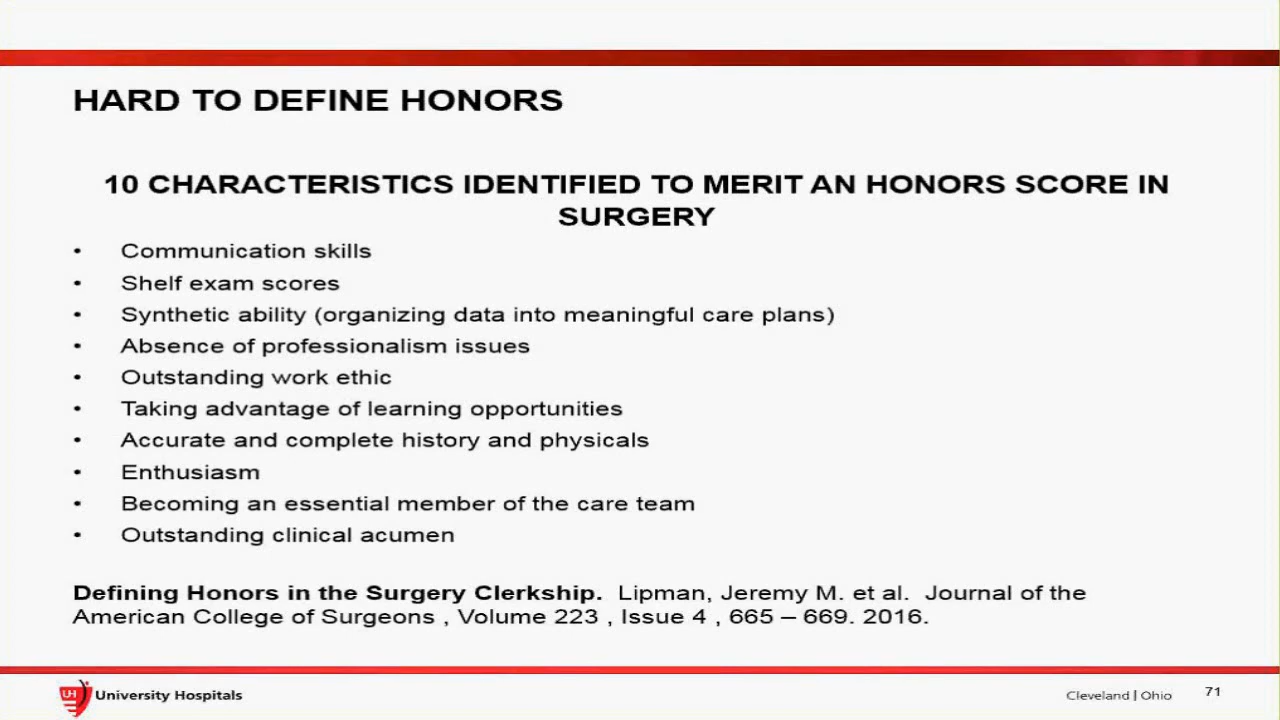 HARD TO DEFINE HONORS
10 CHARACTERISTICS IDENTIFIED TO MERIT AN HONORS SCORE IN
SURGERY
• Communication skills
• Shelf exam scores
• Synthetic ability (organizing data into meaningful care plans)
• Absence of professionalism issues
• Outstanding work ethic
• Taking advantage of learning opportunities
• Accurate and complete history and physicals
• Enthusiasm
• Becoming an essential member of the care team
• Outstanding clinical acumen
Defining Honors in the Surgery Clerkship. Lipman, Jeremy M. et al. Journal of the
American College of Surgeons , Volume 223 , Issue 4 , 665 – 669. 2016.
UH University Hospitals
Cleveland | Ohio 71